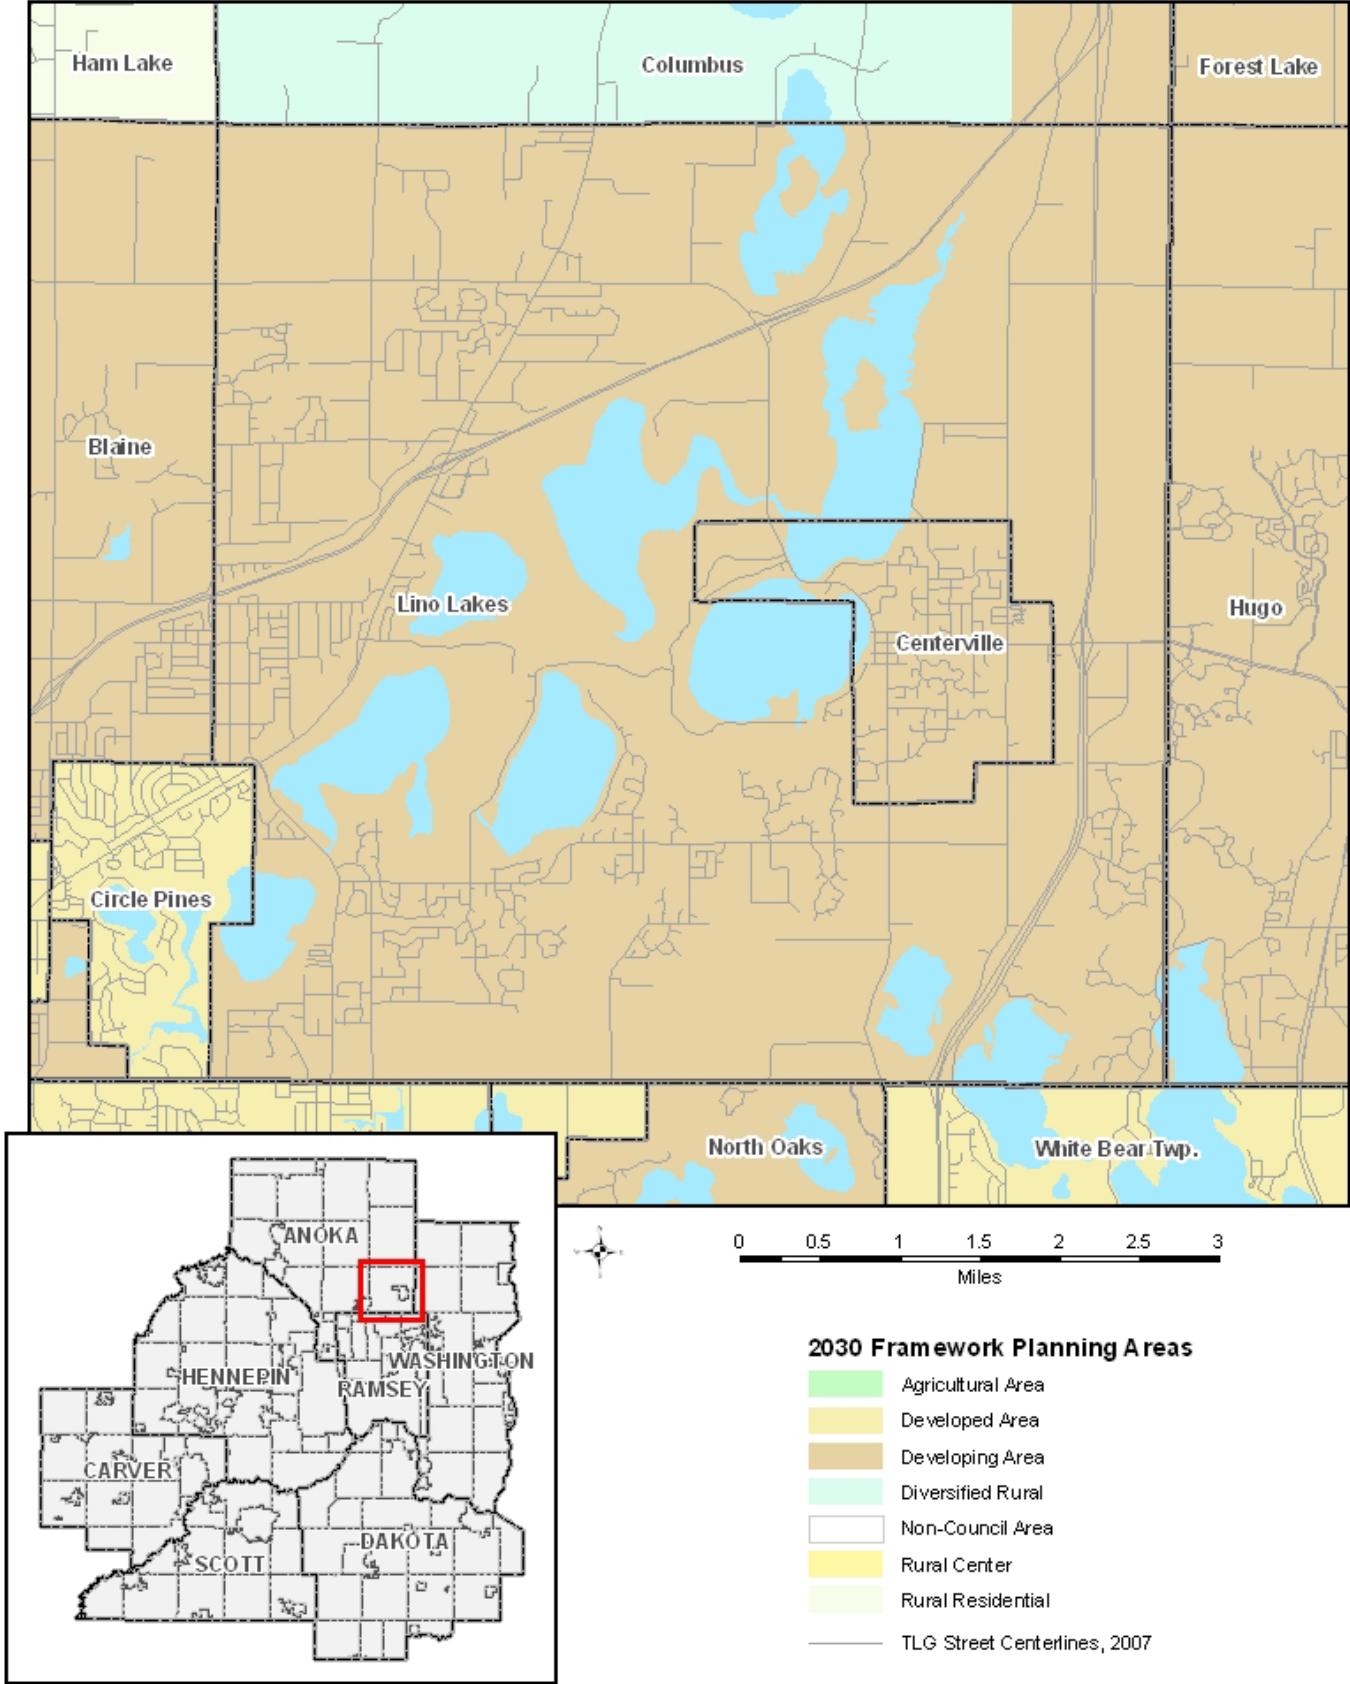 Ham Lake
Columbus
Forest Lake
Blaine
Lino Lakes
Hugo
Centerville
Circle Pines
North Oaks
White Bear Twp.
ANOKA
WASHINGTON
HENNEPIN
RAMSEY
CARVER
DAKOTA
SCOTT
0 0.5 1 1.5 2 2.5 3
Miles
2030 Framework Planning Areas
Agricultural Area
Developed Area
Developing Area
Diversified Rural
Non-Council Area
Rural Center
Rural Residential
TLG Street Centerlines, 2007